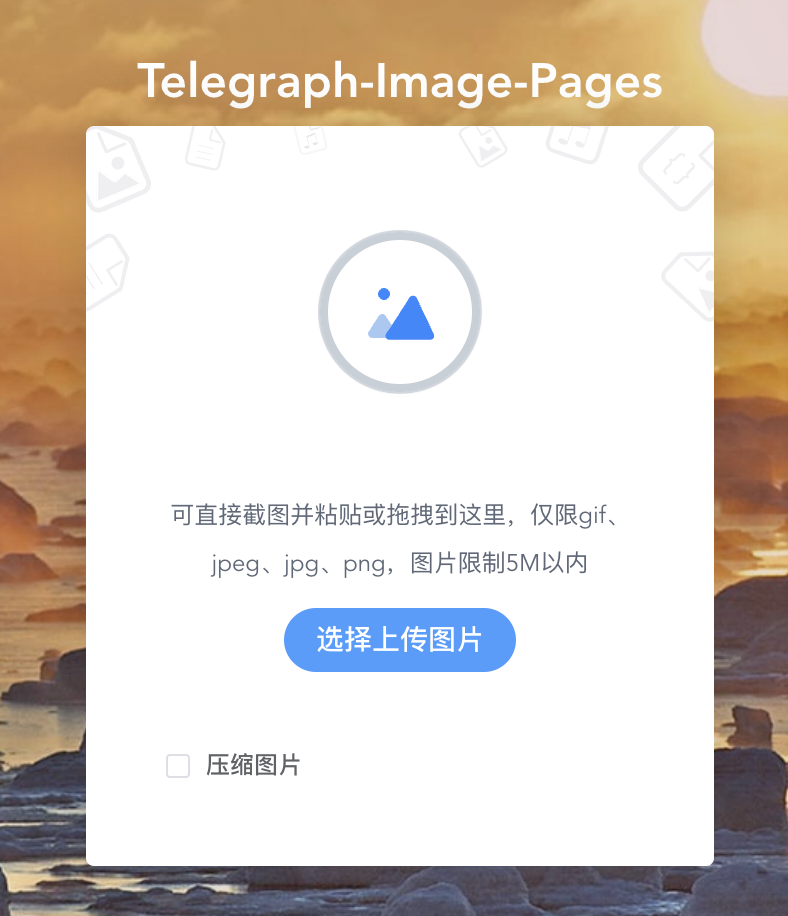 Telegraph-Image-Pages
可直接截图并粘贴或拖拽到这里，仅限gif、
jpeg、jpg、png，图片限制5M以内
选择上传图片
压缩图片